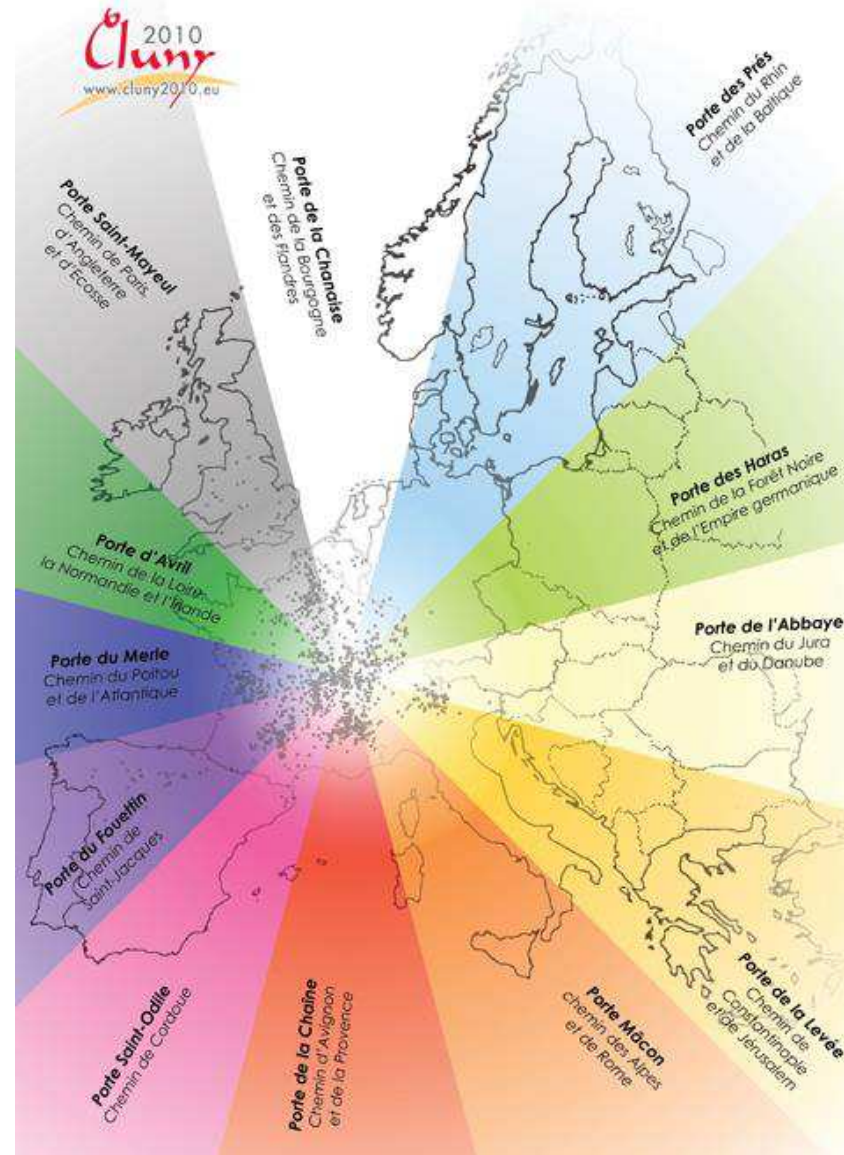 2010
Cluny
www.cluny2010.eu
Porte Saint-Mayeul
Chemin de Paris,
d'Angleterre
et d'Ecosse
Porte de la Chanaise
Chemin de la Bourgogne
et des Flandres
Porte des Prés
Chemin du Rhin
et de la Baltique
Porte des Haras
Chemin de la Forêt Noire
et de l'Empire germanique
Porte d'Avril
Chemin de la Loire
la Normandie et l'Irlande
Porte de l'Abbaye
Chemin du Jura
et du Danube
Porte du Merle
Chemin du Poitou
et de l'Atlantique
Porte du Fouettin
Chemin de
Saint-Jacques
Porte Saint-Odile
Chemin de Cordoue
Porte de la Chaîne
Chemin d'Avignon
et de la Provence
Porte Mâcon
chemin des Alpes
et de Rome
Porte de la Levée
Chemin de
Constantinople
et de Jérusalem